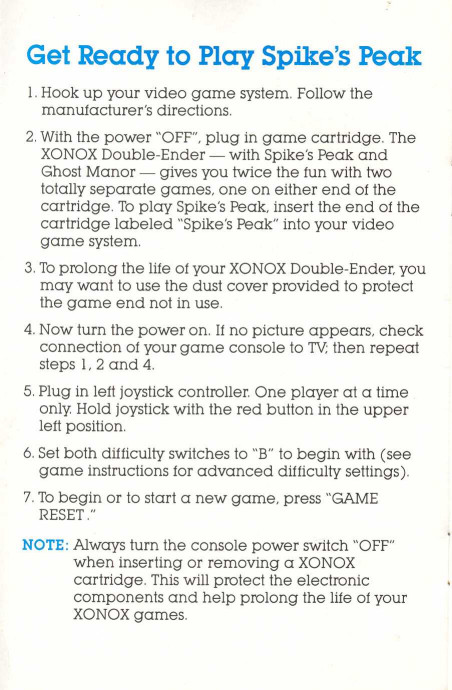 Get Ready to Play Spike's Peak
1. Hook up your video game system. Follow the
manufacturer's directions.
2. With the power "OFF", plug in game cartridge. The
XONOX Double-Ender — with Spike's Peak and
Ghost Manor — gives you twice the fun with two
totally separate games, one on either end of the
cartridge. To play Spike's Peak, insert the end of the
cartridge labeled "Spike's Peak" into your video
game system.
3. To prolong the life of your XONOX Double-Ender, you
may want to use the dust cover provided to protect
the game end not in use.
4. Now turn the power on. If no picture appears, check
connection of your game console to TV; then repeat
steps 1, 2 and 4.
5. Plug in left joystick controller. One player at a time
only. Hold joystick with the red button in the upper
left position.
6. Set both difficulty switches to "B" to begin with (see
game instructions for advanced difficulty settings).
7. To begin or to start a new game, press "GAME
RESET."
NOTE: Always turn the console power switch "OFF"
when inserting or removing a XONOX
cartridge. This will protect the electronic
components and help prolong the life of your
XONOX games.